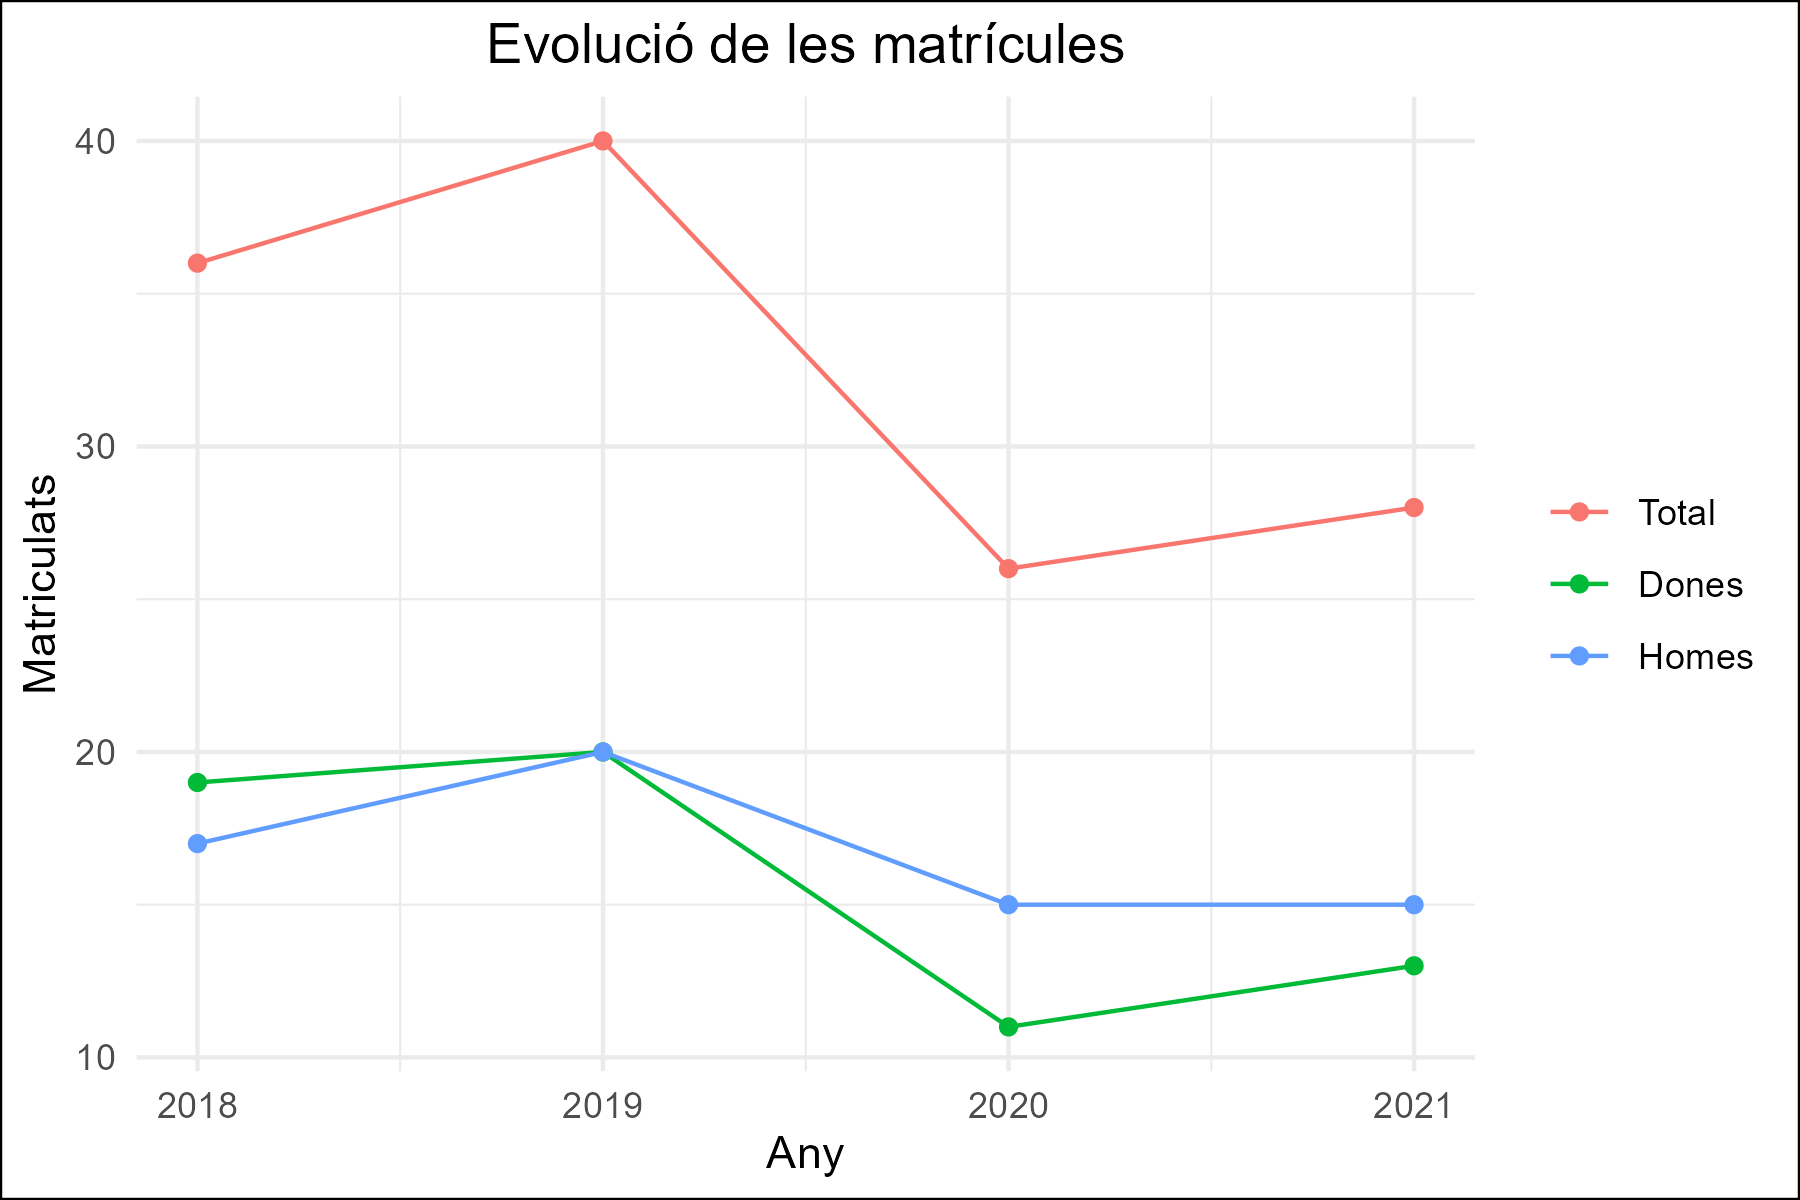 Evolució de les matrícules
40
30
20
10
Matriculats
2018
2019
2020
2021
Any
Total
Dones
Homes